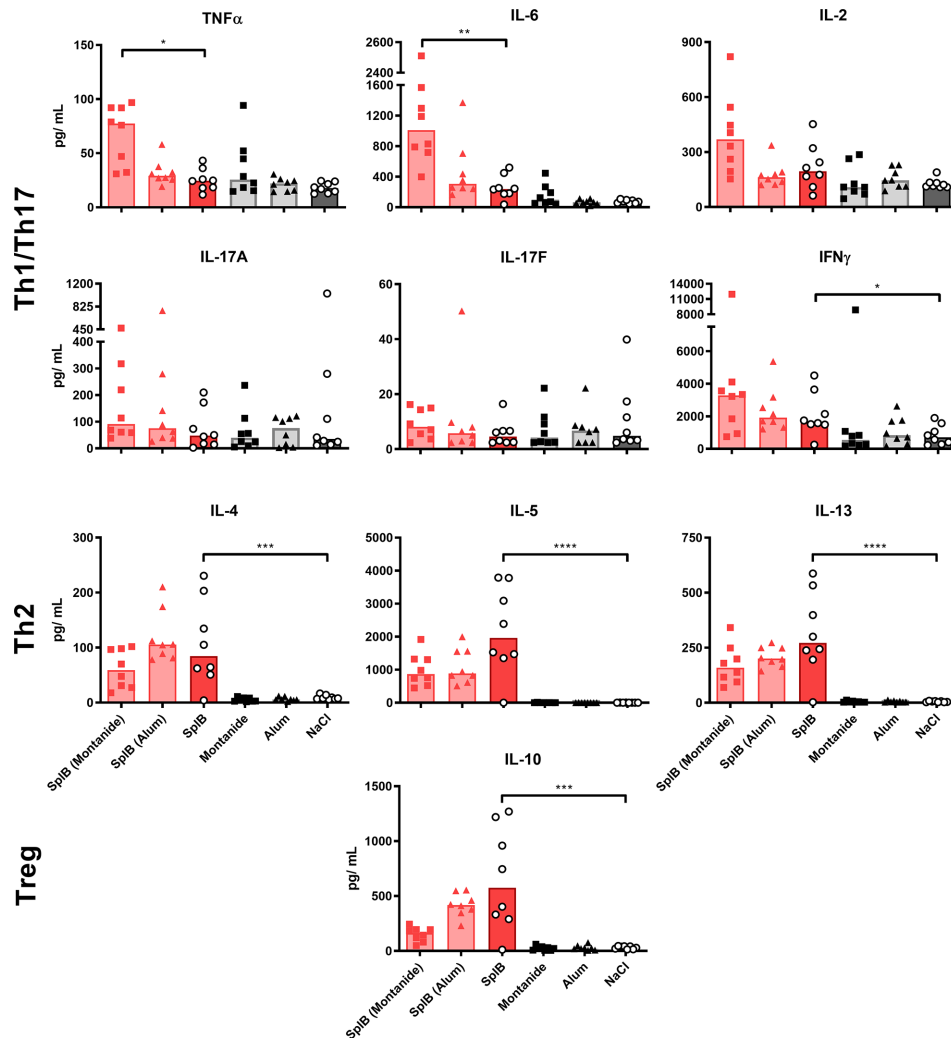 TNFα
IL-6
IL-2
pg/ mL
150
100
50
0
*
2600
2400
1600
1200
800
400
0
**
900
600
300
0
Th1/Th17
IL-17A
IL-17F
IFNγ
pg/ mL
1200
825
450
400
300
200
100
0
60
40
20
0
14000
11000
8000
6000
4000
2000
0
*
IL-4
IL-5
IL-13
Th2
pg/ mL
300
200
100
0
***
5000
4000
3000
2000
1000
0
****
750
500
250
0
****
SplB (Montanide)
SplB (Alum)
SplB
Montanide
Alum
NaCl
SplB (Montanide)
SplB (Alum)
SplB
Montanide
Alum
NaCl
IL-10
Treg
pg/ mL
1500
1000
500
0
***
SplB (Montanide)
SplB (Alum)
SplB
Montanide
Alum
NaCl